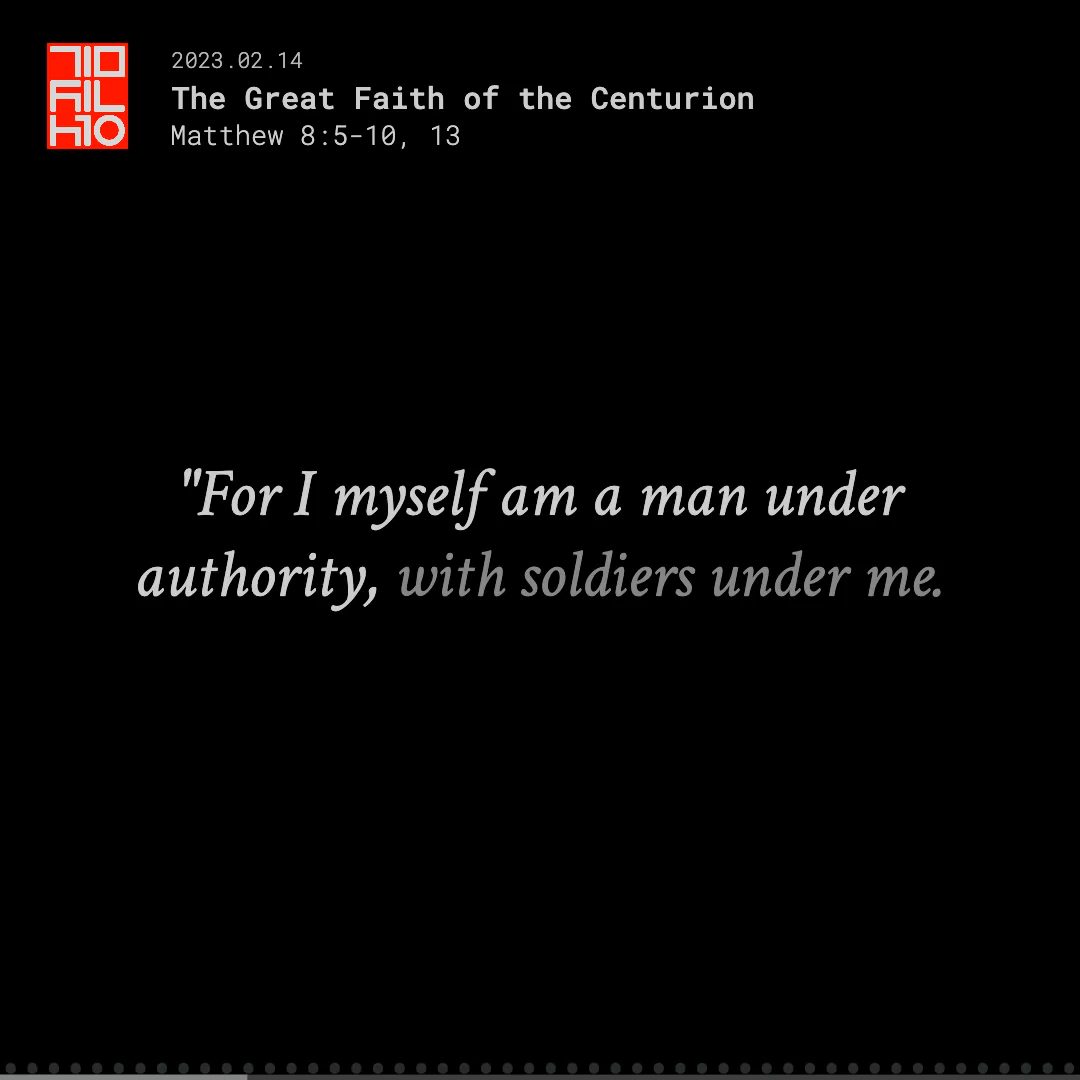 2023.02.14
The Great Faith of the Centurion
Matthew 8:5-10, 13
"For I myself am a man under
authority, with soldiers under me.